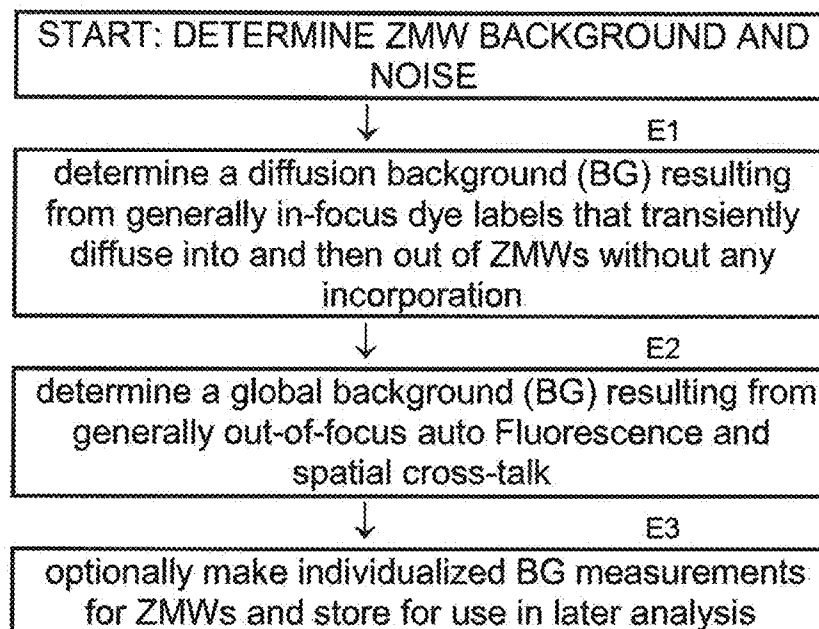 START: DETERMINE ZMW BACKGROUND AND
NOISE
↓ E1
determine a diffusion background (BG) resulting
from generally in-focus dye labels that transiently
diffuse into and then out of ZMWs without any
incorporation
↓ E2
determine a global background (BG) resulting from
generally out-of-focus auto Fluorescence and
spatial cross-talk
↓ E3
optionally make individualized BG measurements
for ZMWs and store for use in later analysis